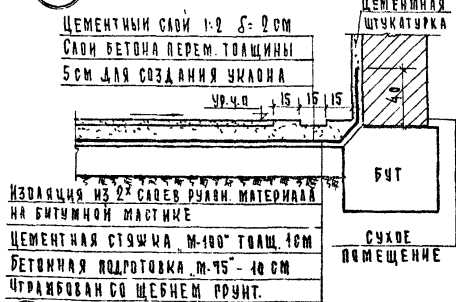 ЦЕМЕНТНЫЙ СЛОЙ 1:2 δ=2СМ
СЛОЙ БЕТОНА ПЕРЕМ. ТОЛЩИНЫ
5СМ ДЛЯ СОЗДАНИЯ УКЛОНА
ЦЕМЕНТНАЯ
ШТУКАТУРКА
УР.Ч.П
15 15 15
40
БУТ
ИЗОЛЯЦИЯ ИЗ 2Х СЛОЕВ РУЛОН. МАТЕРИАЛА
НА БИТУМНОЙ МАСТИКЕ
ЦЕМЕНТНАЯ СТЯЖКА „М-100" ТОЛЩ. 1СМ
БЕТОННАЯ ПОДГОТОВКА „М-75" - 10 СМ
УТРАМБОВАН СО ЩЕБНЕМ ГРУНТ.
СУХОЕ
ПОМЕЩЕНИЕ